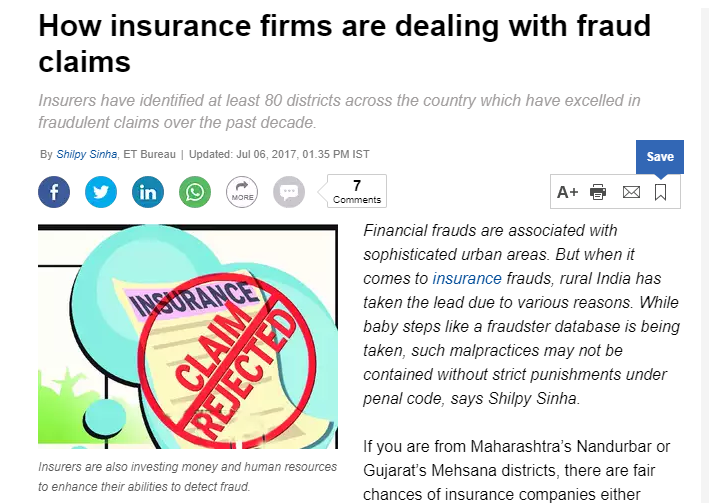 How insurance firms are dealing with fraud
claims
Insurers have identified at least 80 districts across the country which have excelled in
fraudulent claims over the past decade.
By Shilpy Sinha, ET Bureau | Updated: Jul 06, 2017, 01.35 PM IST
Save
MORE
7
Comments
A+
INSURANCE
CLAIM
REJECTED
Insurers are also investing money and human resources
to enhance their abilities to detect fraud.
Financial frauds are associated with
sophisticated urban areas. But when it
comes to insurance frauds, rural India has
taken the lead due to various reasons. While
baby steps like a fraudster database is being
taken, such malpractices may not be
contained without strict punishments under
penal code, says Shilpy Sinha.
If you are from Maharashtra’s Nandurbar or
Gujarat’s Mehsana districts, there are fair
chances of insurance companies either